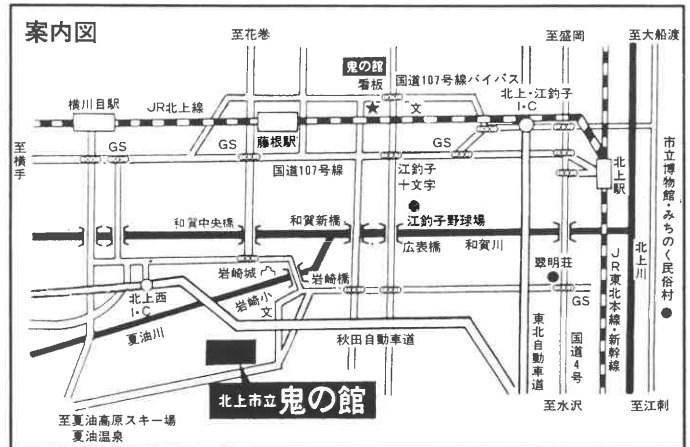 案内図
至花巻
至盛岡
至大船渡
鬼の館
看板
国道107号線バイパス
北上・江釣子
I・C
横川目駅
JR北上線
藤根駅
文
至横手
GS
GS
GS
国道107号線
江釣子
十文字
北上駅
市立博物館・みちのく民俗村
江釣子野球場
和賀中央橋
和賀新橋
広表橋
和賀川
岩崎城
岩崎橋
翠明荘
北上川
JR東北本線・新幹線
北上西
I・C
岩崎小
文
GS
夏油川
秋田自動車道
東北自動車道
国道4号
北上市立鬼の館
至夏油高原スキー場
夏油温泉
至水沢
至江刺